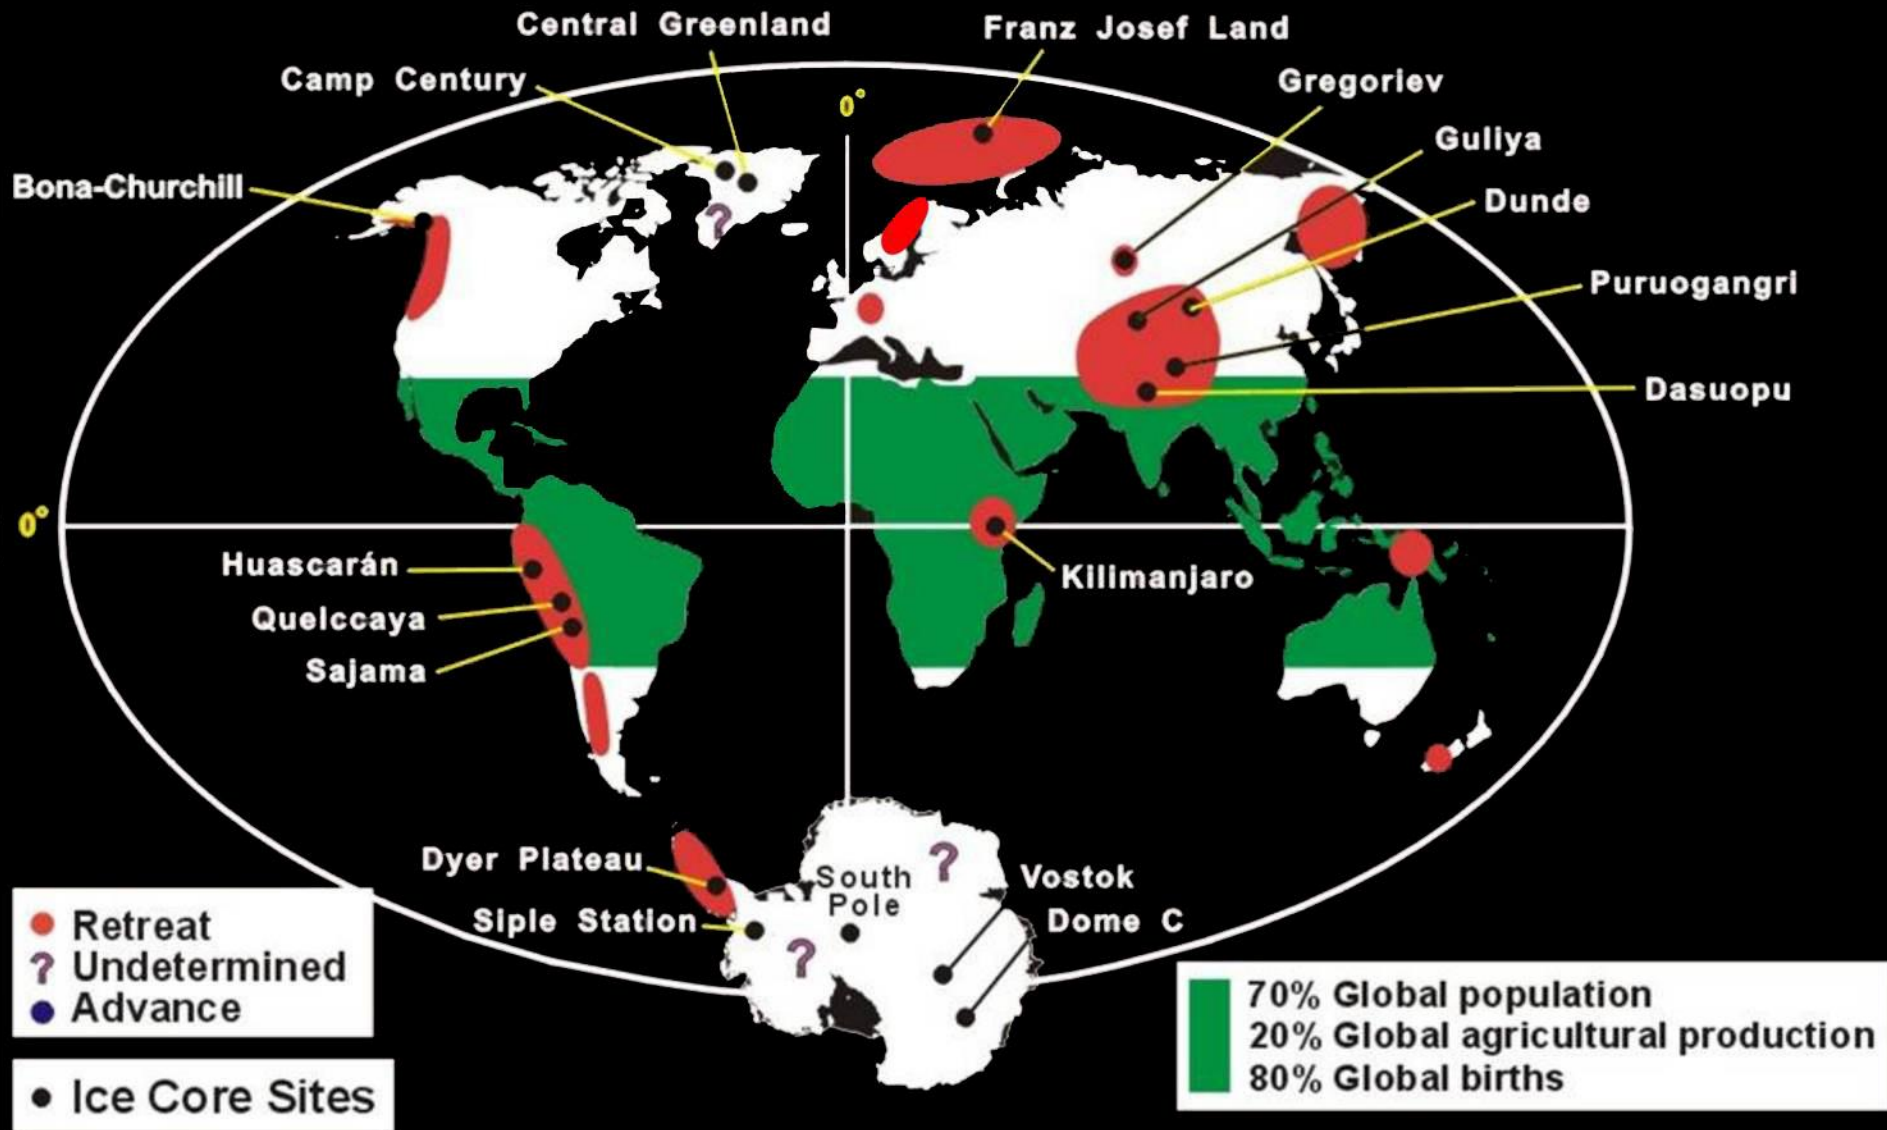 Central Greenland
Franz Josef Land
Camp Century
Gregoriev
0°
Guliya
Bona-Churchill
Dunde
?
Puruogangri
Dasuopu
0°
Huascarán
Kilimanjaro
Quelccaya
Sajama
Dyer Plateau
?
South
Pole
Vostok
Siple Station
Dome C
?
Retreat
? Undetermined
Advance
Ice Core Sites
70% Global population
20% Global agricultural production
80% Global births